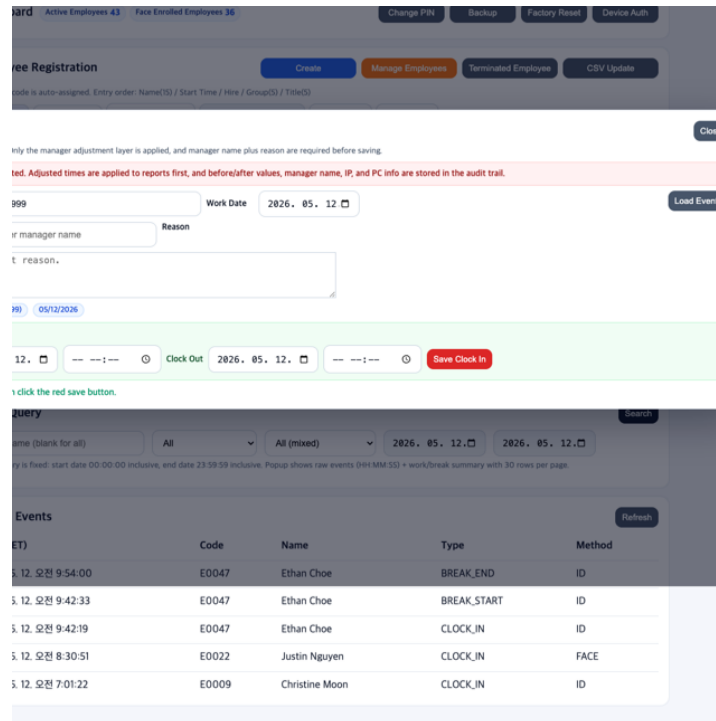 ard Active Employees 43 Face Enrolled Employees 36 Change PIN Backup Factory Reset Device Auth
ee Registration Create Manage Employees Terminated Employee CSV Update
code is auto-assigned. Entry order: Name(1S) / Start Time / Hire / Group(S) / Title(S)
Clos
Only the manager adjustment layer is applied, and manager name plus reason are required before saving.
ted. Adjusted times are applied to reports first, and before/after values, manager name, IP, and PC info are stored in the audit trail.
999 Work Date 2026. 05. 12. Load Even
r manager name Reason
t reason.
99) 05/12/2026
12. -- --:-- Clock Out 2026. 05. 12. -- --:-- Save Clock In
click the red save button.
Query Search
ame (blank for all) All All (mixed) 2026. 05. 12. 2026. 05. 12.
ry is fixed: start date 00:00:00 inclusive, end date 23:59:59 inclusive. Popup shows raw events (HH:MM:SS) + work/break summary with 30 rows per page.
Events Refresh
ET) Code Name Type Method
5. 12. 오전 9:54:00 E0047 Ethan Choe BREAK_END ID
5. 12. 오전 9:42:33 E0047 Ethan Choe BREAK_START ID
5. 12. 오전 9:42:19 E0047 Ethan Choe CLOCK_IN ID
5. 12. 오전 8:30:51 E0022 Justin Nguyen CLOCK_IN FACE
5. 12. 오전 7:01:22 E0009 Christine Moon CLOCK_IN ID